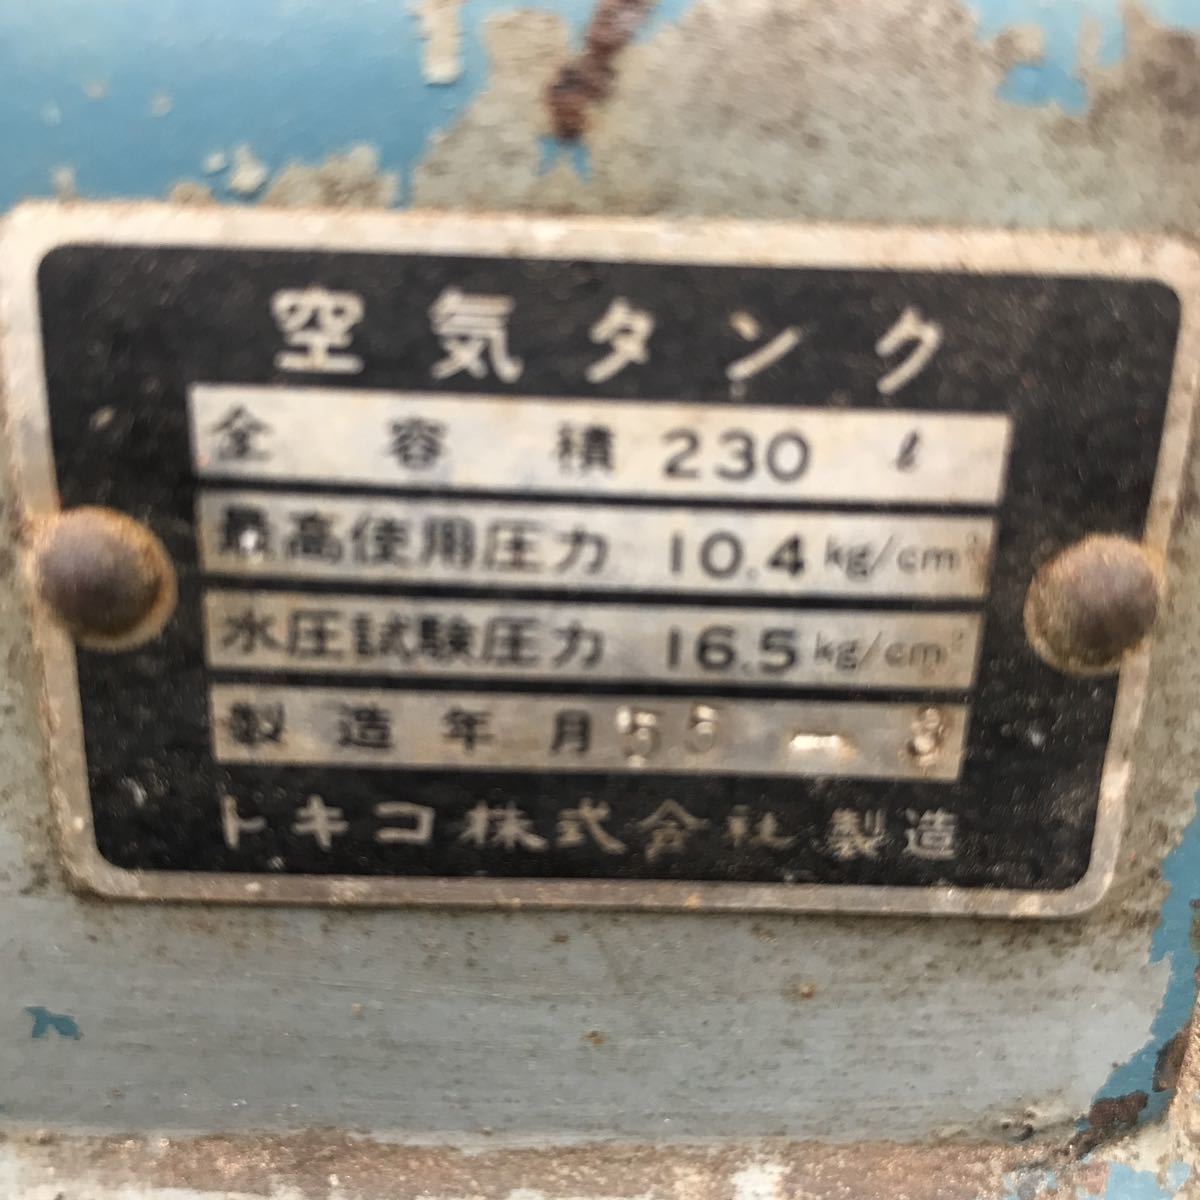 空気タンク
全容積 230 ℓ
最高使用圧力 10.4 kg/cm²
水圧試験圧力 16.5 kg/cm²
製造年月 55 - 3
トキコ株式会社製造